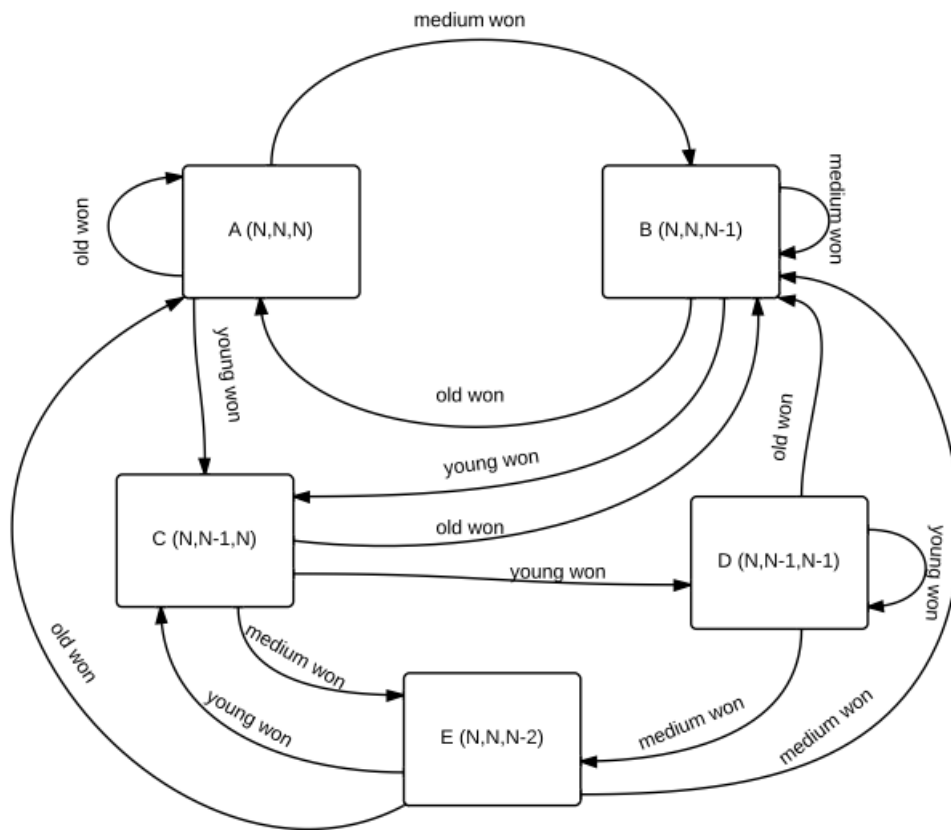 medium won
old won
A (N,N,N)
B (N,N,N-1)
medium won
young won
old won
young won
old won
old won
C (N,N-1,N)
young won
D (N,N-1,N-1)
young won
old won
medium won
young won
E (N,N,N-2)
medium won
medium won